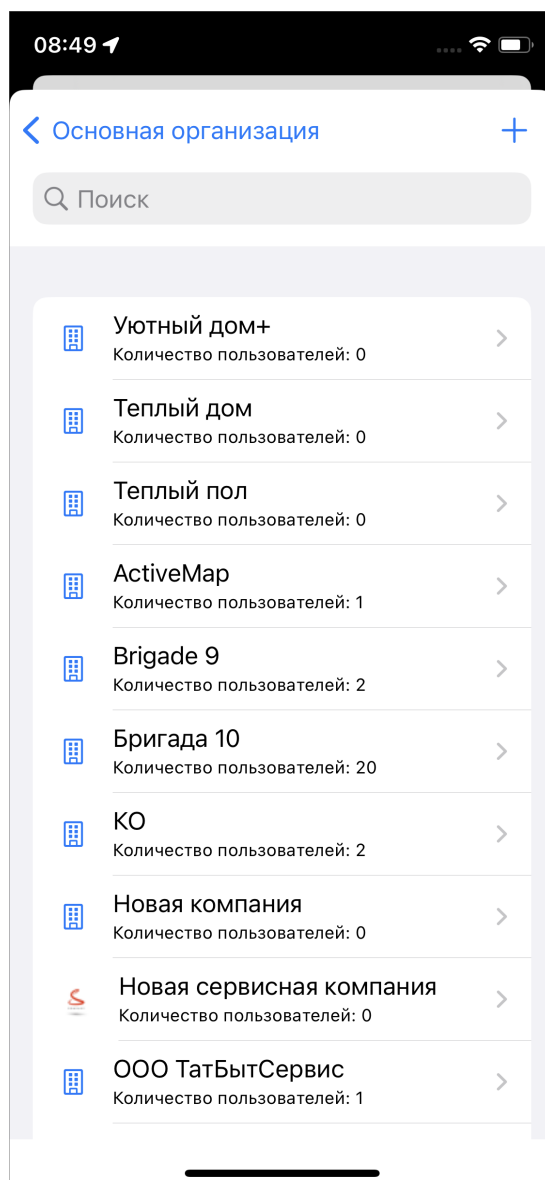 08:49
Основная организация
Поиск
Уютный дом+
Количество пользователей: 0
Теплый дом
Количество пользователей: 0
Теплый пол
Количество пользователей: 0
ActiveMap
Количество пользователей: 1
Brigade 9
Количество пользователей: 2
Бригада 10
Количество пользователей: 20
КО
Количество пользователей: 2
Новая компания
Количество пользователей: 0
Новая сервисная компания
Количество пользователей: 0
ООО ТатБытСервис
Количество пользователей: 1